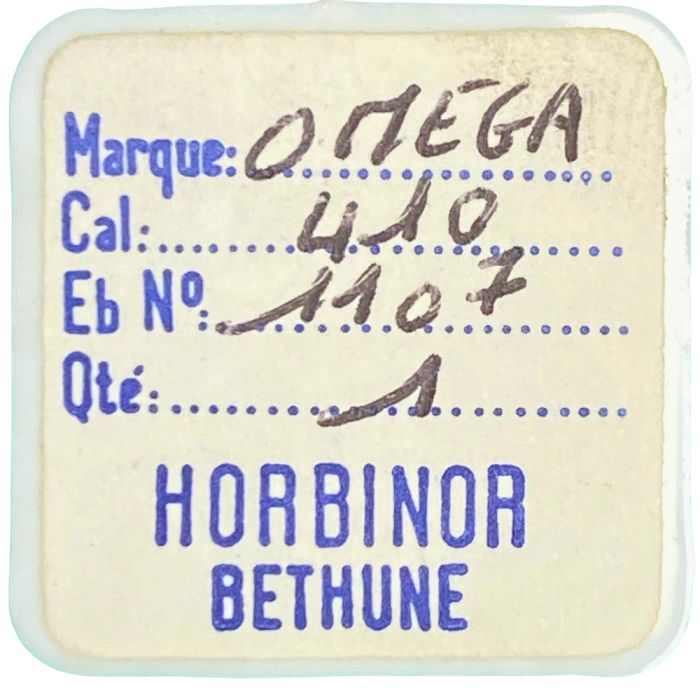 Marque: OMEGA
Cal: 410
Eb Nº: 1107
Qté: 1
HORBINOR
BETHUNE